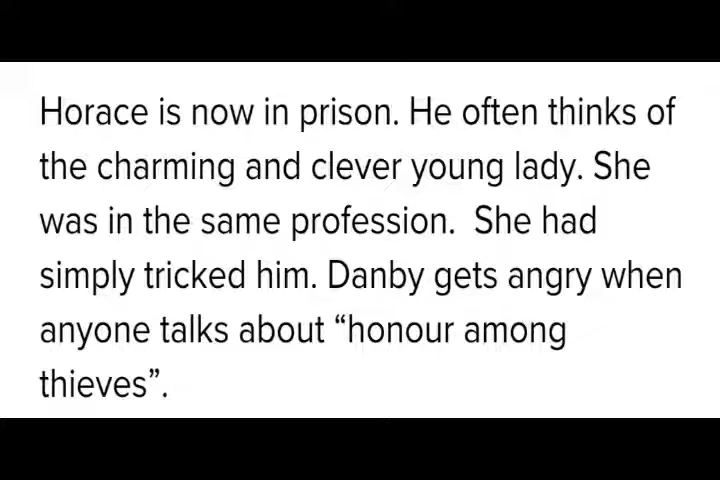 Horace is now in prison. He often thinks of
the charming and clever young lady. She
was in the same profession.  She had
simply tricked him. Danby gets angry when
anyone talks about “honour among
thieves”.